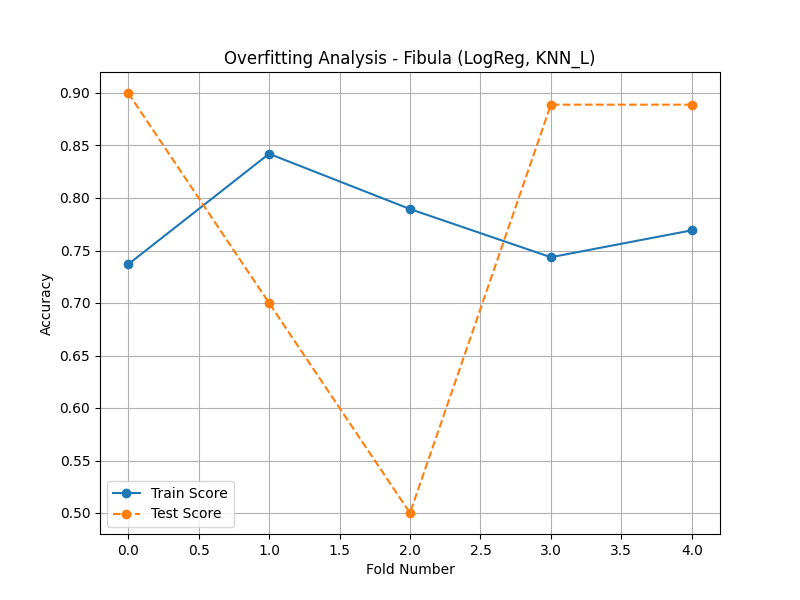 Overfitting Analysis - Fibula (LogReg, KNN_L)
0.90
0.85
0.80
0.75
0.70
0.65
0.60
0.55
0.50
Accuracy
Train Score
Test Score
0.0 0.5 1.0 1.5 2.0 2.5 3.0 3.5 4.0
Fold Number